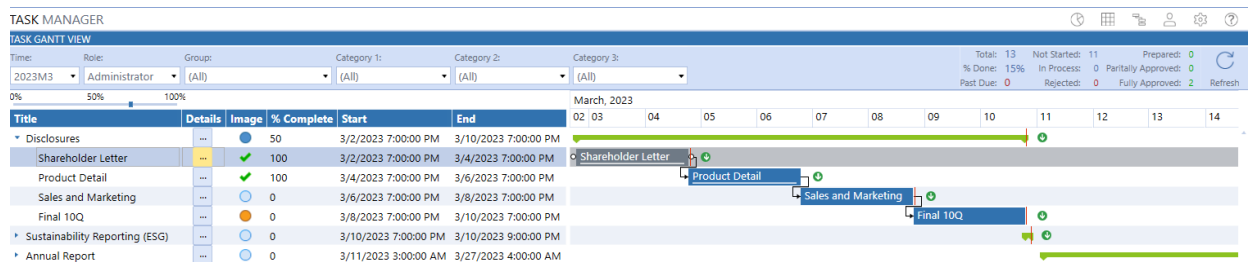 TASK MANAGER
TASK GANTT VIEW
Time: Role: Group: Category 1: Category 2: Category 3:
2023M3 Administrator (All) (All) (All) (All)
Total: 13 Not Started: 11 Prepared: 0
% Done: 15% In Process: 0 Paritally Approved: 0
Past Due: 0 Rejected: 0 Fully Approved: 2 Refresh
0% 50% 100%
March, 2023
Title Details Image % Complete Start End 02 03 04 05 06 07 08 09 10 11 12 13 14
Disclosures ... 50 3/2/2023 7:00:00 PM 3/10/2023 7:00:00 PM
Shareholder Letter ... 100 3/2/2023 7:00:00 PM 3/4/2023 7:00:00 PM Shareholder Letter
Product Detail ... 100 3/4/2023 7:00:00 PM 3/6/2023 7:00:00 PM Product Detail
Sales and Marketing ... 0 3/6/2023 7:00:00 PM 3/8/2023 7:00:00 PM Sales and Marketing
Final 10Q ... 0 3/8/2023 7:00:00 PM 3/10/2023 7:00:00 PM Final 10Q
Sustainability Reporting (ESG) ... 0 3/10/2023 7:00:00 PM 3/10/2023 9:00:00 PM
Annual Report ... 0 3/11/2023 3:00:00 AM 3/27/2023 4:00:00 AM